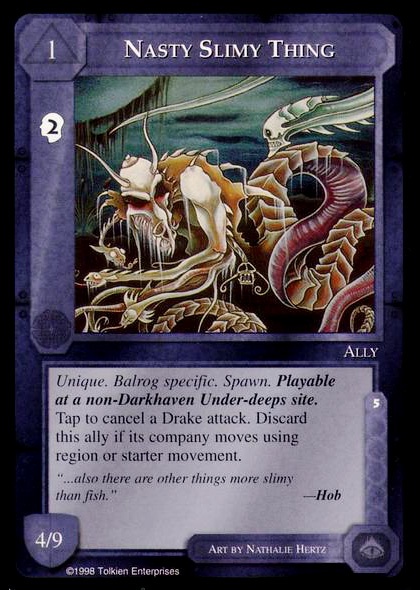 1
NASTY SLIMY THING
2
ALLY
Unique. Balrog specific. Spawn. Playable
at a non-Darkhaven Under-deeps site.
Tap to cancel a Drake attack. Discard
this ally if its company moves using
region or starter movement.
5
“...also there are other things more slimy
than fish.” —Hob
4/9
ART BY NATHALIE HERTZ
©1998 Tolkien Enterprises